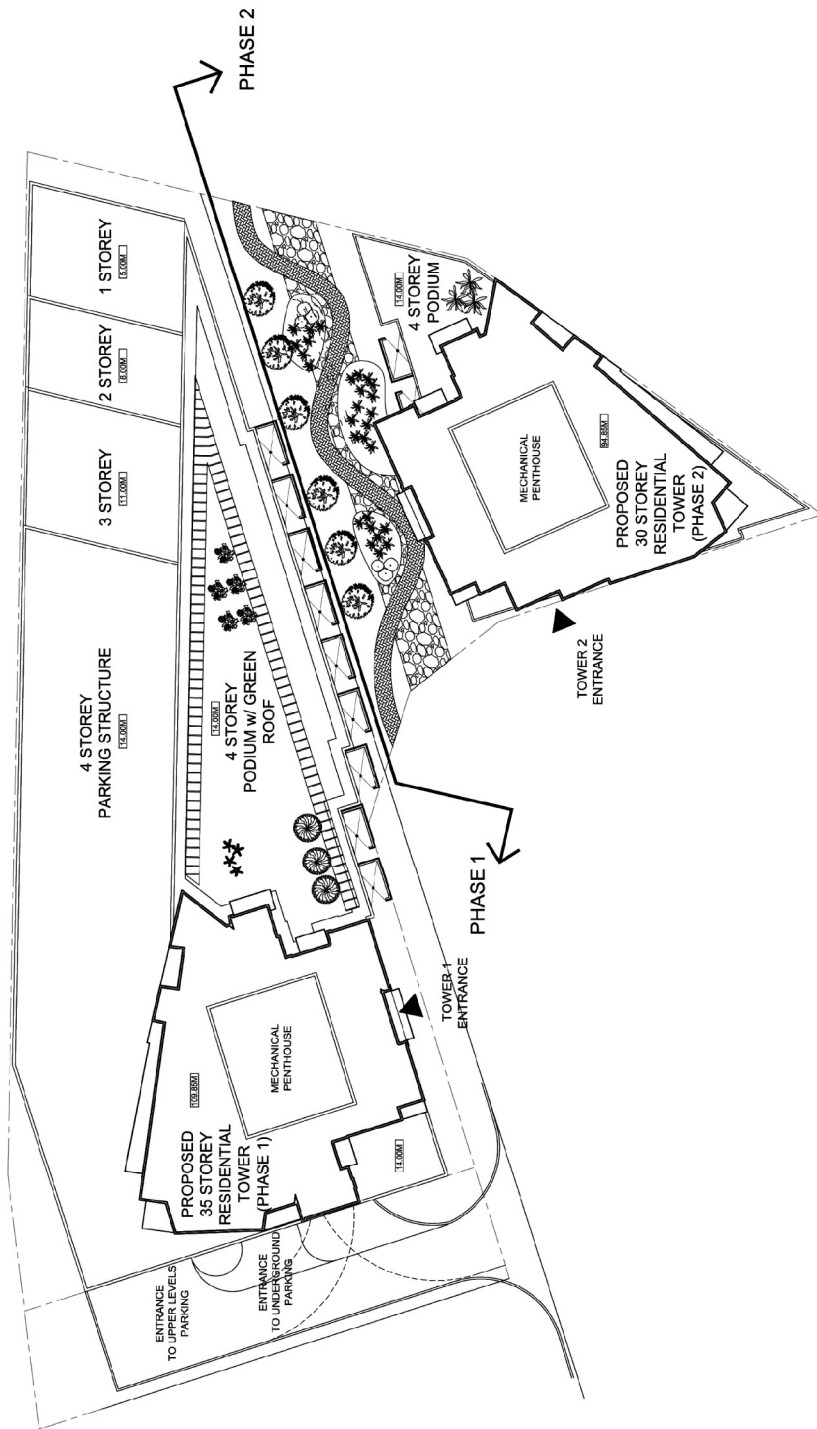 PHASE 2
1 STOREY
5.00M
2 STOREY
8.00M
3 STOREY
11.00M
4 STOREY
PARKING STRUCTURE
14.00M
14.00M
4 STOREY
PODIUM w/ GREEN
ROOF
14.00M
4 STOREY
PODIUM
MECHANICAL
PENTHOUSE
94.85M
PROPOSED
30 STOREY
RESIDENTIAL
TOWER
(PHASE 2)
TOWER 2
ENTRANCE
PHASE 1
TOWER 1
ENTRANCE
MECHANICAL
PENTHOUSE
109.85M
PROPOSED
35 STOREY
RESIDENTIAL
TOWER
(PHASE 1)
14.00M
ENTRANCE
TO UPPER LEVELS
PARKING
ENTRANCE
TO UNDERGROUND
PARKING